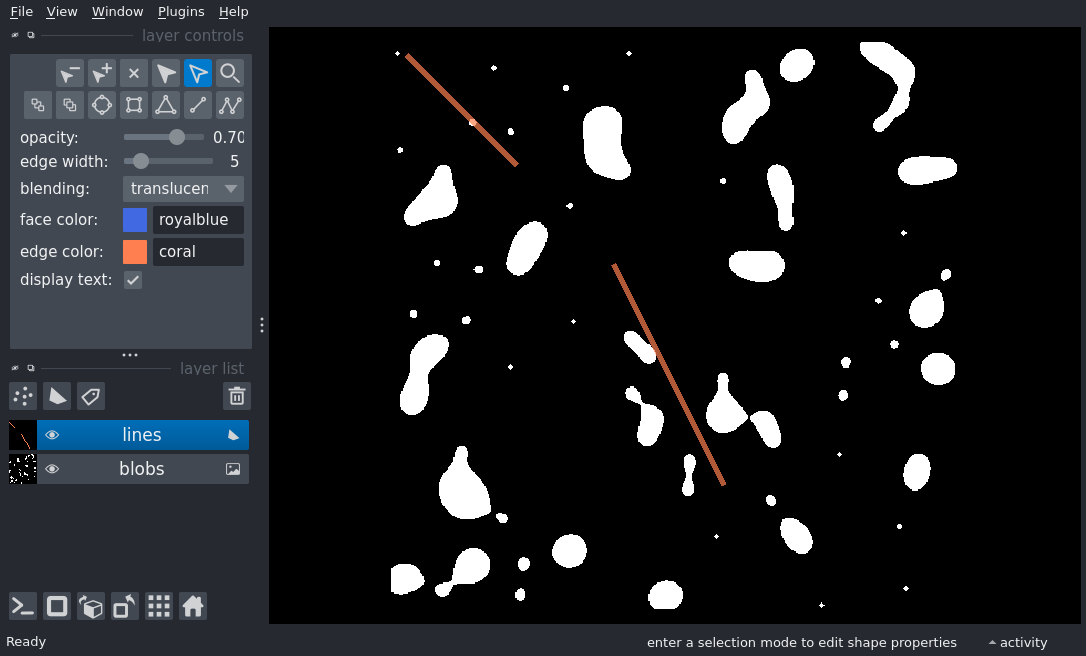 File View Window Plugins Help
layer controls
opacity: 0.70
edge width: 5
blending: translucen
face color: royalblue
edge color: coral
display text:
layer list
lines
blobs
Ready enter a selection mode to edit shape properties activity